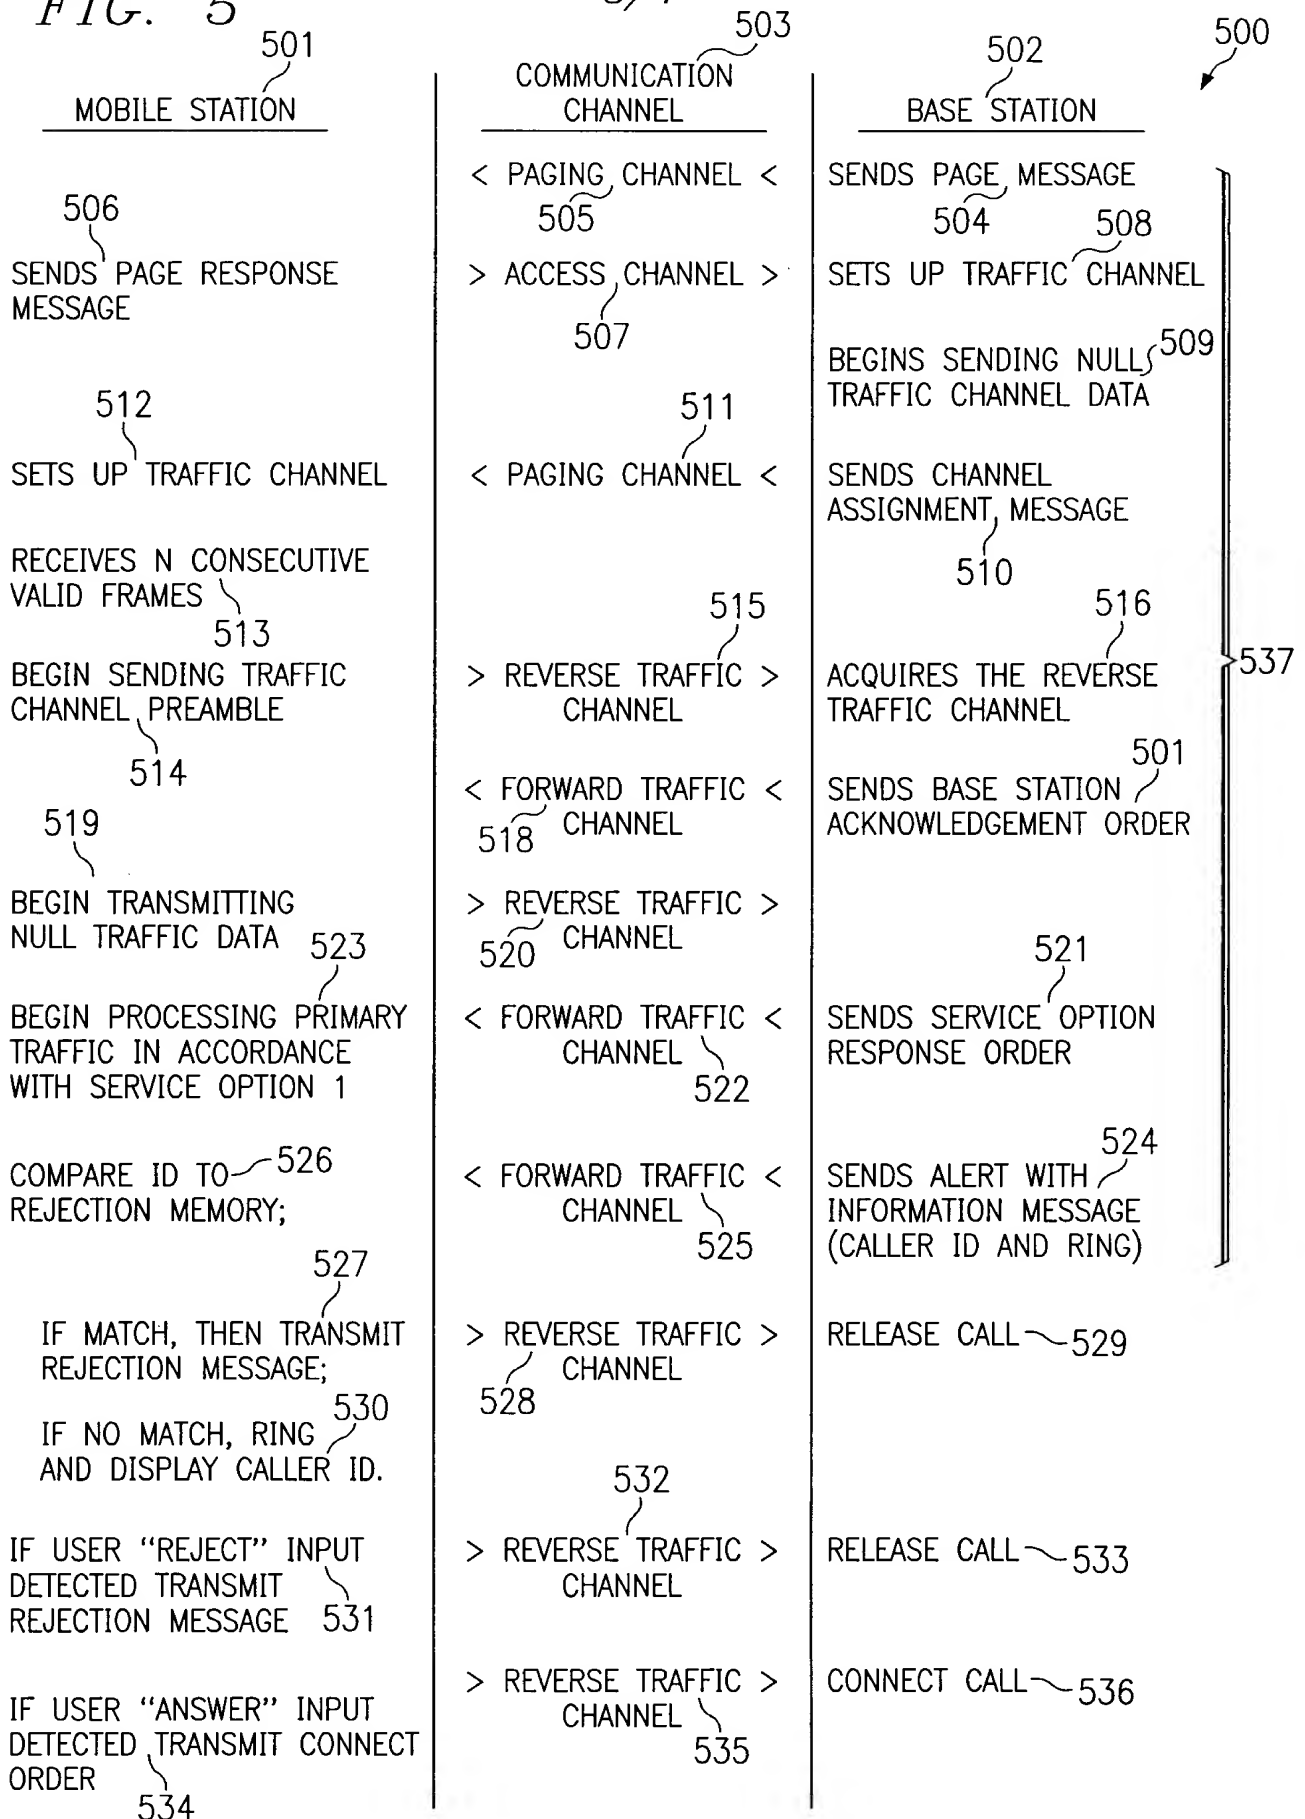 FIG. 5
503
501
502
500
COMMUNICATION
MOBILE STATION
CHANNEL
BASE STATION
< PAGING CHANNEL <
SENDS PAGE MESSAGE
506
505
504
508
SENDS PAGE RESPONSE
MESSAGE
> ACCESS CHANNEL >
SETS UP TRAFFIC CHANNEL
507
BEGINS SENDING NULL
TRAFFIC CHANNEL DATA
509
512
511
SETS UP TRAFFIC CHANNEL
< PAGING CHANNEL <
SENDS CHANNEL
ASSIGNMENT MESSAGE
510
RECEIVES N CONSECUTIVE
VALID FRAMES
513
515
516
537
BEGIN SENDING TRAFFIC
CHANNEL PREAMBLE
514
> REVERSE TRAFFIC >
CHANNEL
ACQUIRES THE REVERSE
TRAFFIC CHANNEL
501
< FORWARD TRAFFIC <
518 CHANNEL
SENDS BASE STATION
ACKNOWLEDGEMENT ORDER
519
BEGIN TRANSMITTING
NULL TRAFFIC DATA
> REVERSE TRAFFIC >
520 CHANNEL
523
521
BEGIN PROCESSING PRIMARY
TRAFFIC IN ACCORDANCE
WITH SERVICE OPTION 1
< FORWARD TRAFFIC <
CHANNEL
522
SENDS SERVICE OPTION
RESPONSE ORDER
524
COMPARE ID TO 526
REJECTION MEMORY;
< FORWARD TRAFFIC <
CHANNEL
525
SENDS ALERT WITH
INFORMATION MESSAGE
(CALLER ID AND RING)
527
IF MATCH, THEN TRANSMIT
REJECTION MESSAGE;
> REVERSE TRAFFIC >
CHANNEL
528
RELEASE CALL 529
530
IF NO MATCH, RING
AND DISPLAY CALLER ID.
532
IF USER "REJECT" INPUT
DETECTED TRANSMIT
REJECTION MESSAGE 531
> REVERSE TRAFFIC >
CHANNEL
RELEASE CALL 533
> REVERSE TRAFFIC >
CHANNEL
535
CONNECT CALL 536
IF USER "ANSWER" INPUT
DETECTED TRANSMIT CONNECT
ORDER
534